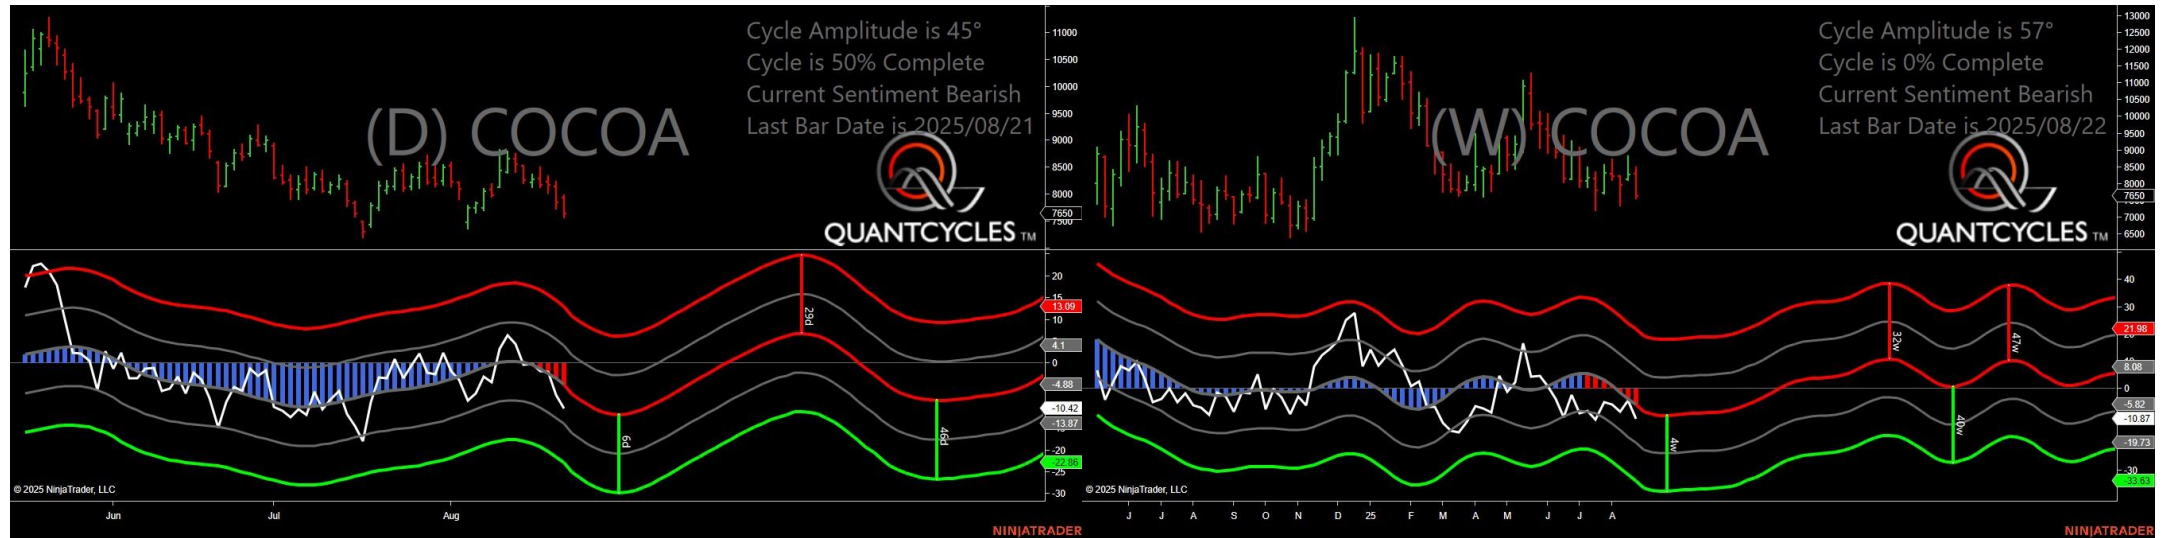 Cycle Amplitude is 45°
Cycle is 50% Complete
Current Sentiment Bearish
Last Bar Date is 2025/08/21
(D) COCOA
QUANTCYCLES TM
11000
10500
10000
9500
9000
8500
8000
7650
7500
20
15
13.09
10
4.1
0
-4.88
-10.42
-13.87
-20
-22.86
-25
-30
6d
29d
46d
© 2025 NinjaTrader, LLC
Jun Jul Aug
NINJATRADER
Cycle Amplitude is 57°
Cycle is 0% Complete
Current Sentiment Bearish
Last Bar Date is 2025/08/22
(W) COCOA
QUANTCYCLES TM
13000
12500
12000
11500
11000
10500
10000
9500
9000
8500
8000
7650
7000
6500
40
30
21.98
8.08
0
-5.82
-10.87
-19.73
-30
-33.63
4w
32w
40w
47w
© 2025 NinjaTrader, LLC
J J A S O N D 25 F M A M J J A
NINJATRADER